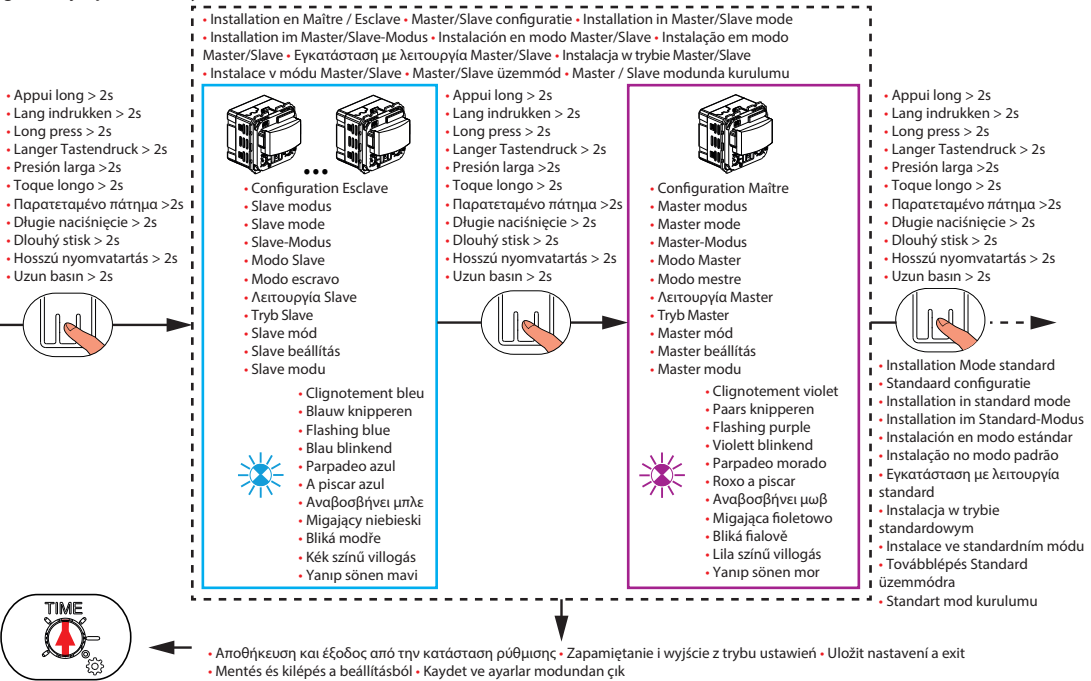 • Installation en Maître / Esclave • Master/Slave configuratie • Installation in Master/Slave mode
• Installation im Master/Slave-Modus • Instalación en modo Master/Slave • Instalação em modo
Master/Slave • Εγκατάσταση με λειτουργία Master/Slave • Instalacja w trybie Master/Slave
• Instalace v módu Master/Slave • Master/Slave üzemmód • Master / Slave modunda kurulumu
• Appui long > 2s
• Lang indrukken > 2s
• Long press > 2s
• Langer Tastendruck > 2s
• Presión larga >2s
• Toque longo > 2s
• Παρατεταμένο πάτημα >2s
• Długie naciśnięcie > 2s
• Dlouhý stisk > 2s
• Hosszú nyomvatartás > 2s
• Uzun basın > 2s
• Configuration Esclave
• Slave modus
• Slave mode
• Slave-Modus
• Modo Slave
• Modo escravo
• Λειτουργία Slave
• Tryb Slave
• Slave mód
• Slave beállítás
• Slave modu
• Clignotement bleu
• Blauw knipperen
• Flashing blue
• Blau blinkend
• Parpadeo azul
• A piscar azul
• Αναβοσβήνει μπλε
• Migający niebieski
• Bliká modře
• Kék színű villogás
• Yanıp sönen mavi
• Appui long > 2s
• Lang indrukken > 2s
• Long press > 2s
• Langer Tastendruck > 2s
• Presión larga >2s
• Toque longo > 2s
• Παρατεταμένο πάτημα >2s
• Długie naciśnięcie > 2s
• Dlouhý stisk > 2s
• Hosszú nyomvatartás > 2s
• Uzun basın > 2s
• Configuration Maître
• Master modus
• Master mode
• Master-Modus
• Modo Master
• Modo mestre
• Λειτουργία Master
• Tryb Master
• Master mód
• Master beállítás
• Master modu
• Clignotement violet
• Paars knipperen
• Flashing purple
• Violett blinkend
• Parpadeo morado
• Roxo a piscar
• Αναβοσβήνει μωβ
• Migająca fioletowo
• Bliká fialově
• Lila színű villogás
• Yanıp sönen mor
• Appui long > 2s
• Lang indrukken > 2s
• Long press > 2s
• Langer Tastendruck > 2s
• Presión larga >2s
• Toque longo > 2s
• Παρατεταμένο πάτημα >2s
• Długie naciśnięcie > 2s
• Dlouhý stisk > 2s
• Hosszú nyomvatartás > 2s
• Uzun basın > 2s
• Installation Mode standard
• Standaard configuratie
• Installation in standard mode
• Installation im Standard-Modus
• Instalación en modo estándar
• Instalação no modo padrão
• Εγκατάσταση με λειτουργία
standard
• Instalacja w trybie
standardowym
• Instalace ve standardním módu
• Továbblépés Standard
üzemmódra
• Standart mod kurulumu
TIME
• Αποθήκευση και έξοδος από την κατάσταση ρύθμισης • Zapamiętanie i wyjście z trybu ustawień • Uložit nastavení a exit
• Mentés és kilépés a beállításból • Kaydet ve ayarlar modundan çık